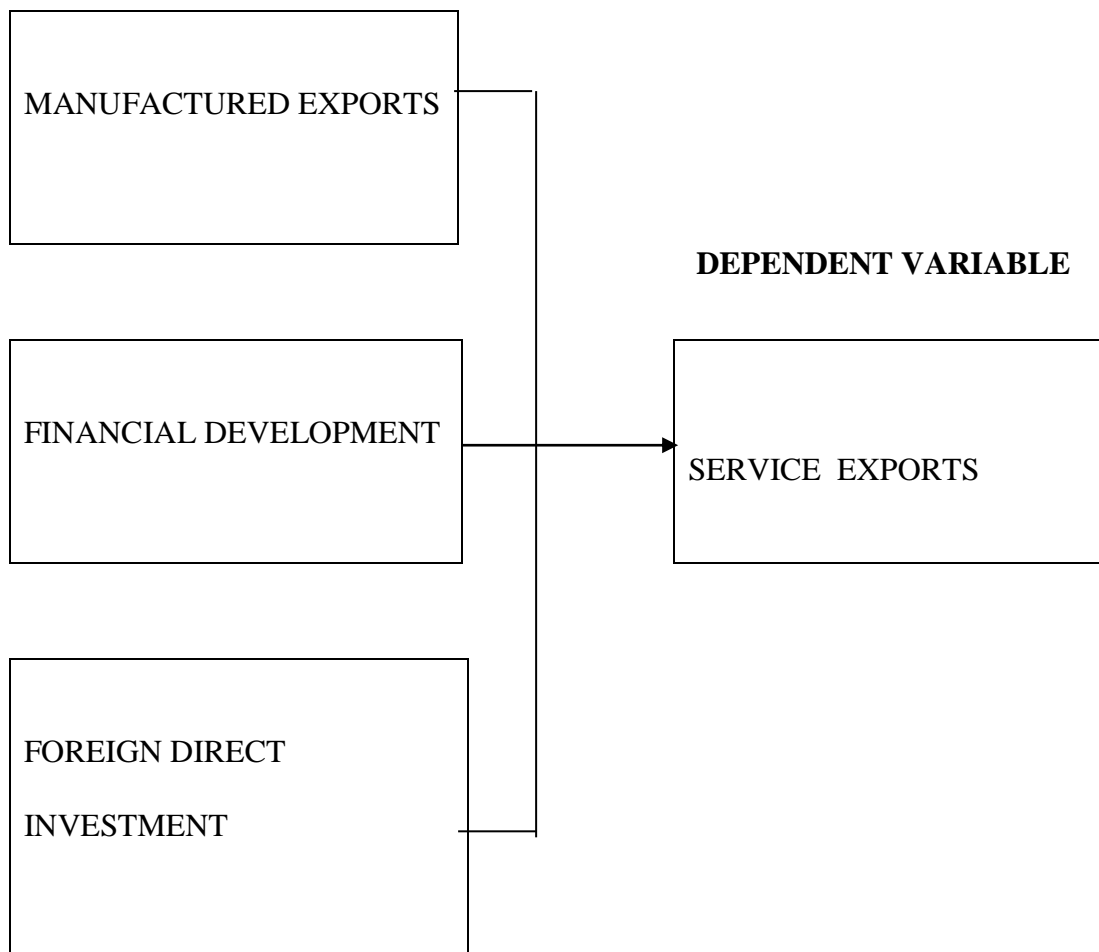 MANUFACTURED EXPORTS
DEPENDENT VARIABLE
FINANCIAL DEVELOPMENT
SERVICE EXPORTS
FOREIGN DIRECT
INVESTMENT